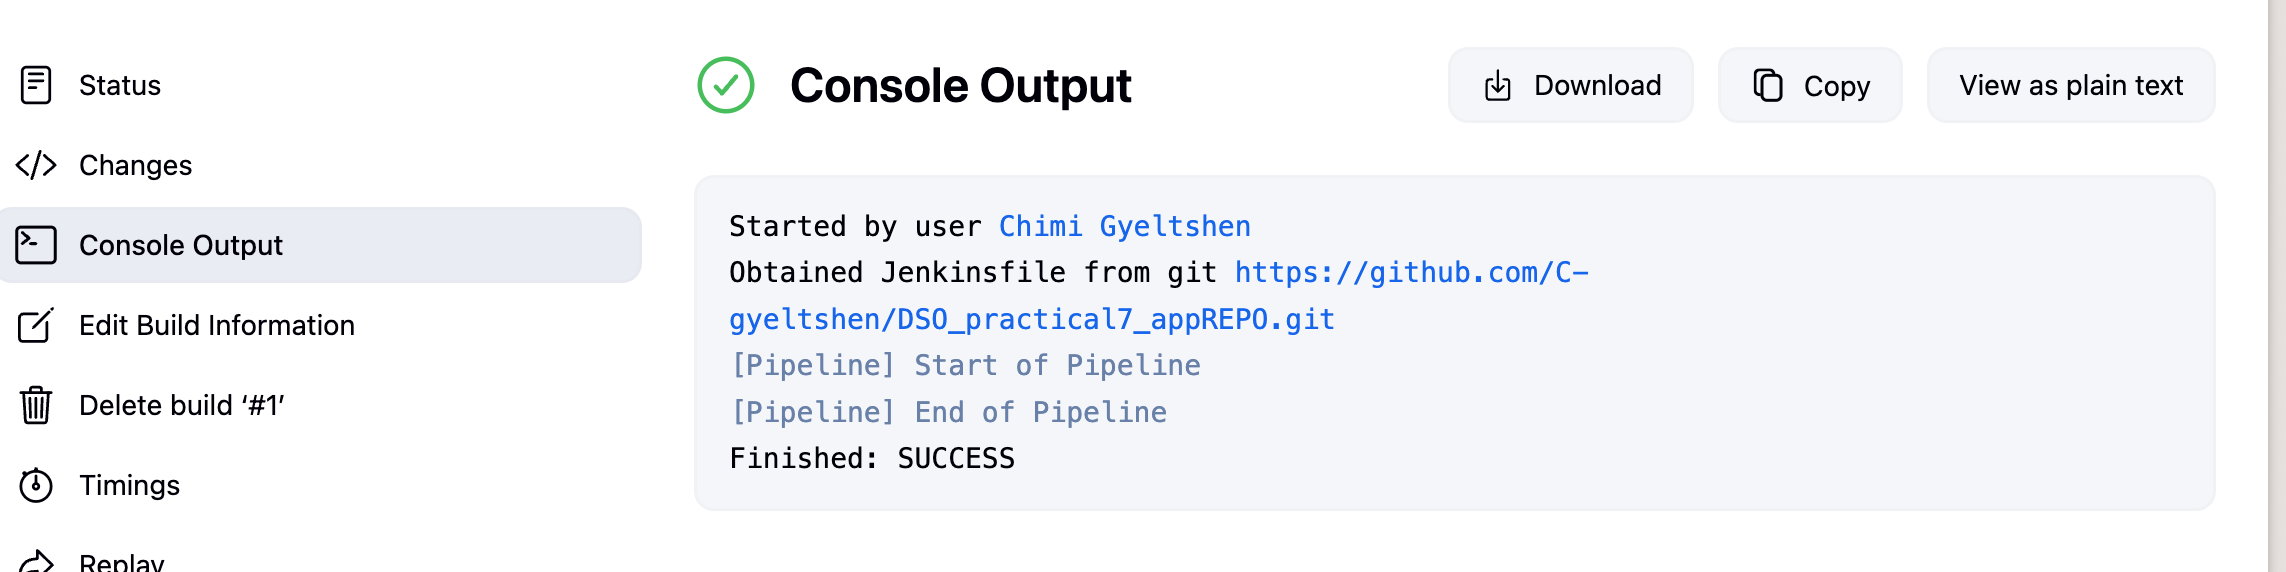 Status
Changes
Console Output
Edit Build Information
Delete build ‘#1’
Timings
Replay
Console Output
Download
Copy
View as plain text
Started by user Chimi Gyeltshen
Obtained Jenkinsfile from git https://github.com/C-
gyeltshen/DSO_practical7_appREPO.git
[Pipeline] Start of Pipeline
[Pipeline] End of Pipeline
Finished: SUCCESS